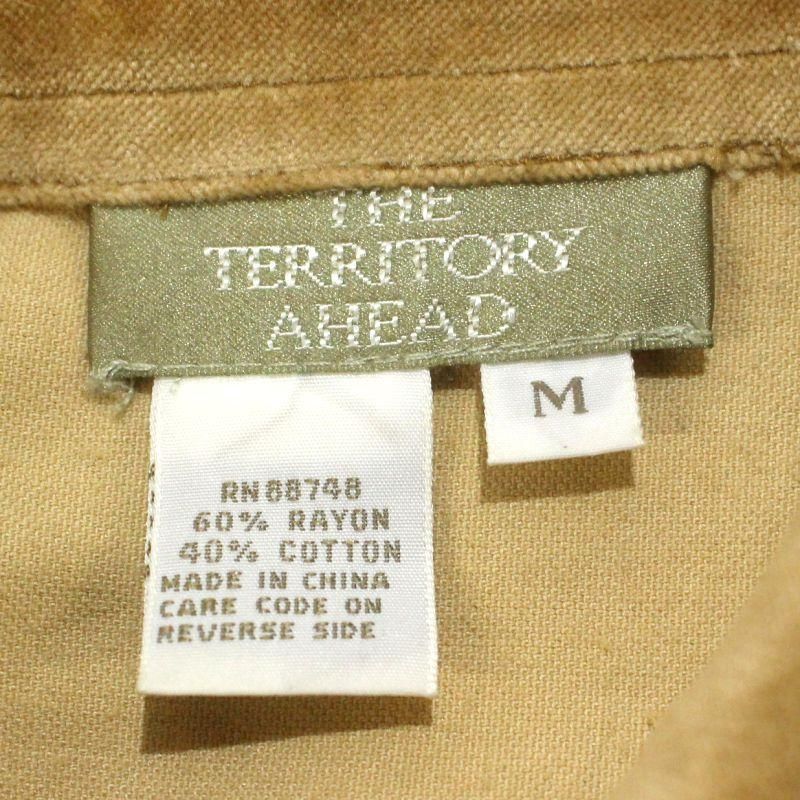 THE
TERRITORY
AHEAD
M
RN88748
60% RAYON
40% COTTON
MADE IN CHINA
CARE CODE ON
REVERSE SIDE